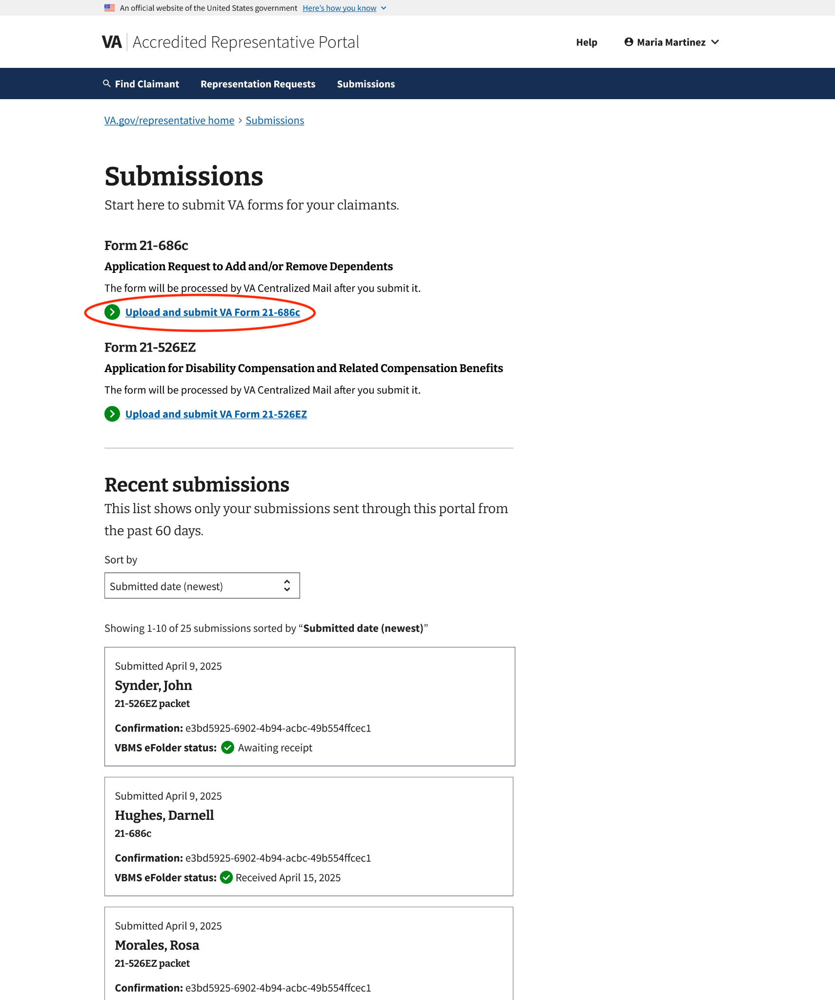 An official website of the United States government Here's how you know
VA Accredited Representative Portal
Help
Maria Martinez
Find Claimant
Representation Requests
Submissions
VA.gov/representative home > Submissions
Submissions
Start here to submit VA forms for your claimants.
Form 21-686c
Application Request to Add and/or Remove Dependents
The form will be processed by VA Centralized Mail after you submit it.
Upload and submit VA Form 21-686c
Form 21-526EZ
Application for Disability Compensation and Related Compensation Benefits
The form will be processed by VA Centralized Mail after you submit it.
Upload and submit VA Form 21-526EZ
Recent submissions
This list shows only your submissions sent through this portal from
the past 60 days.
Sort by
Submitted date (newest)
Showing 1-10 of 25 submissions sorted by “Submitted date (newest)”
Submitted April 9, 2025
Synder, John
21-526EZ packet
Confirmation: e3bd5925-6902-4b94-acbc-49b554ffcec1
VBMS eFolder status: Awaiting receipt
Submitted April 9, 2025
Hughes, Darnell
21-686c
Confirmation: e3bd5925-6902-4b94-acbc-49b554ffcec1
VBMS eFolder status: Received April 15, 2025
Submitted April 9, 2025
Morales, Rosa
21-526EZ packet
Confirmation: e3bd5925-6902-4b94-acbc-49b554ffcec1